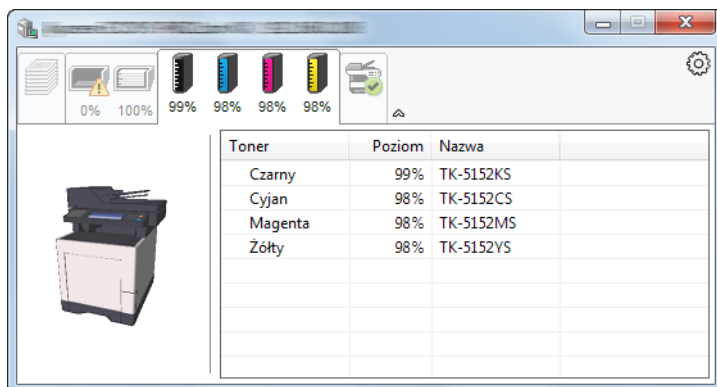 0% 100% 99% 98% 98% 98%
Toner Poziom Nazwa
Czarny 99% TK-5152KS
Cyjan 98% TK-5152CS
Magenta 98% TK-5152MS
Żółty 98% TK-5152YS